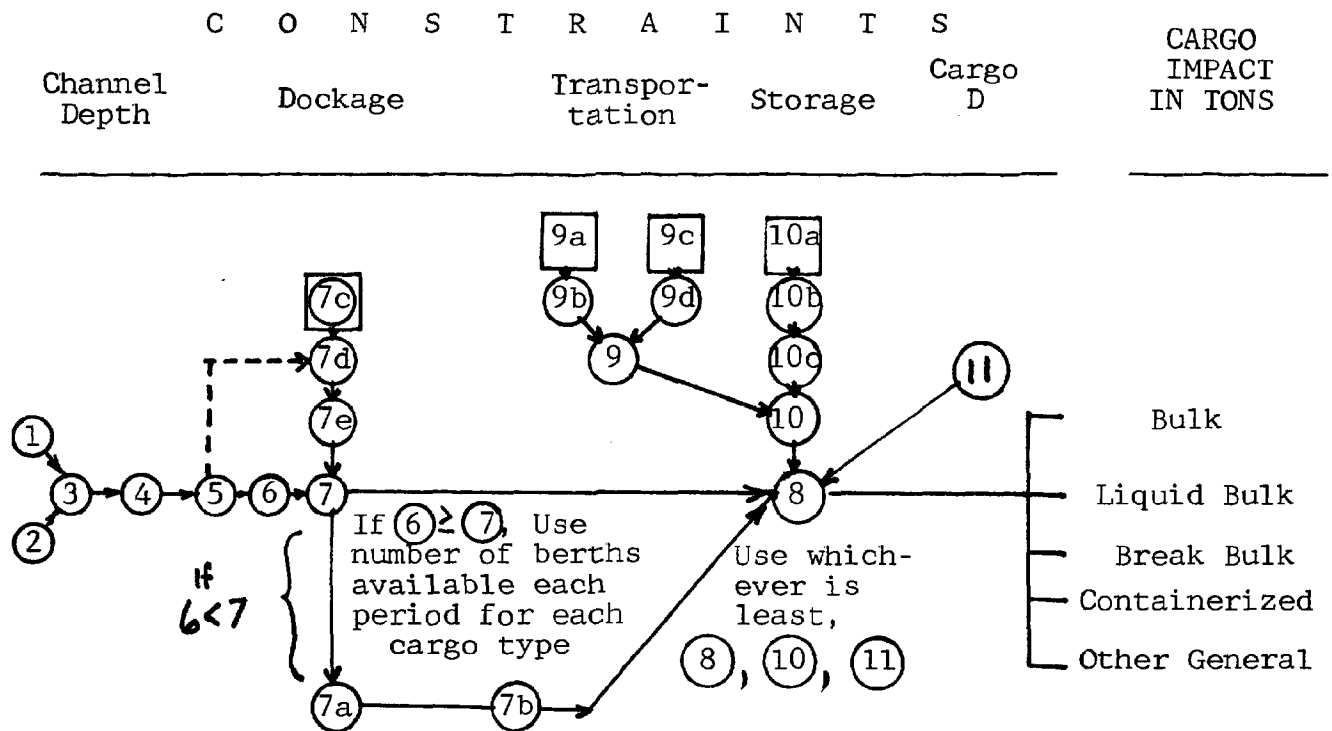 C O N S T R A I N T S
CARGO
IMPACT
IN TONS
Channel
Depth
Dockage
Transpor-
tation
Storage
Cargo
D
9a
9c
10a
7c
9b
9d
10b
7d
9
10c
11
7e
10
Bulk
1
3
4
5
6
7
8
Liquid Bulk
2
If 6 ≥ 7, Use
number of berths
available each
period for each
cargo type
If
6<7
Use which-
ever is
least,
8, 10, 11
Break Bulk
Containerized
Other General
7a
7b